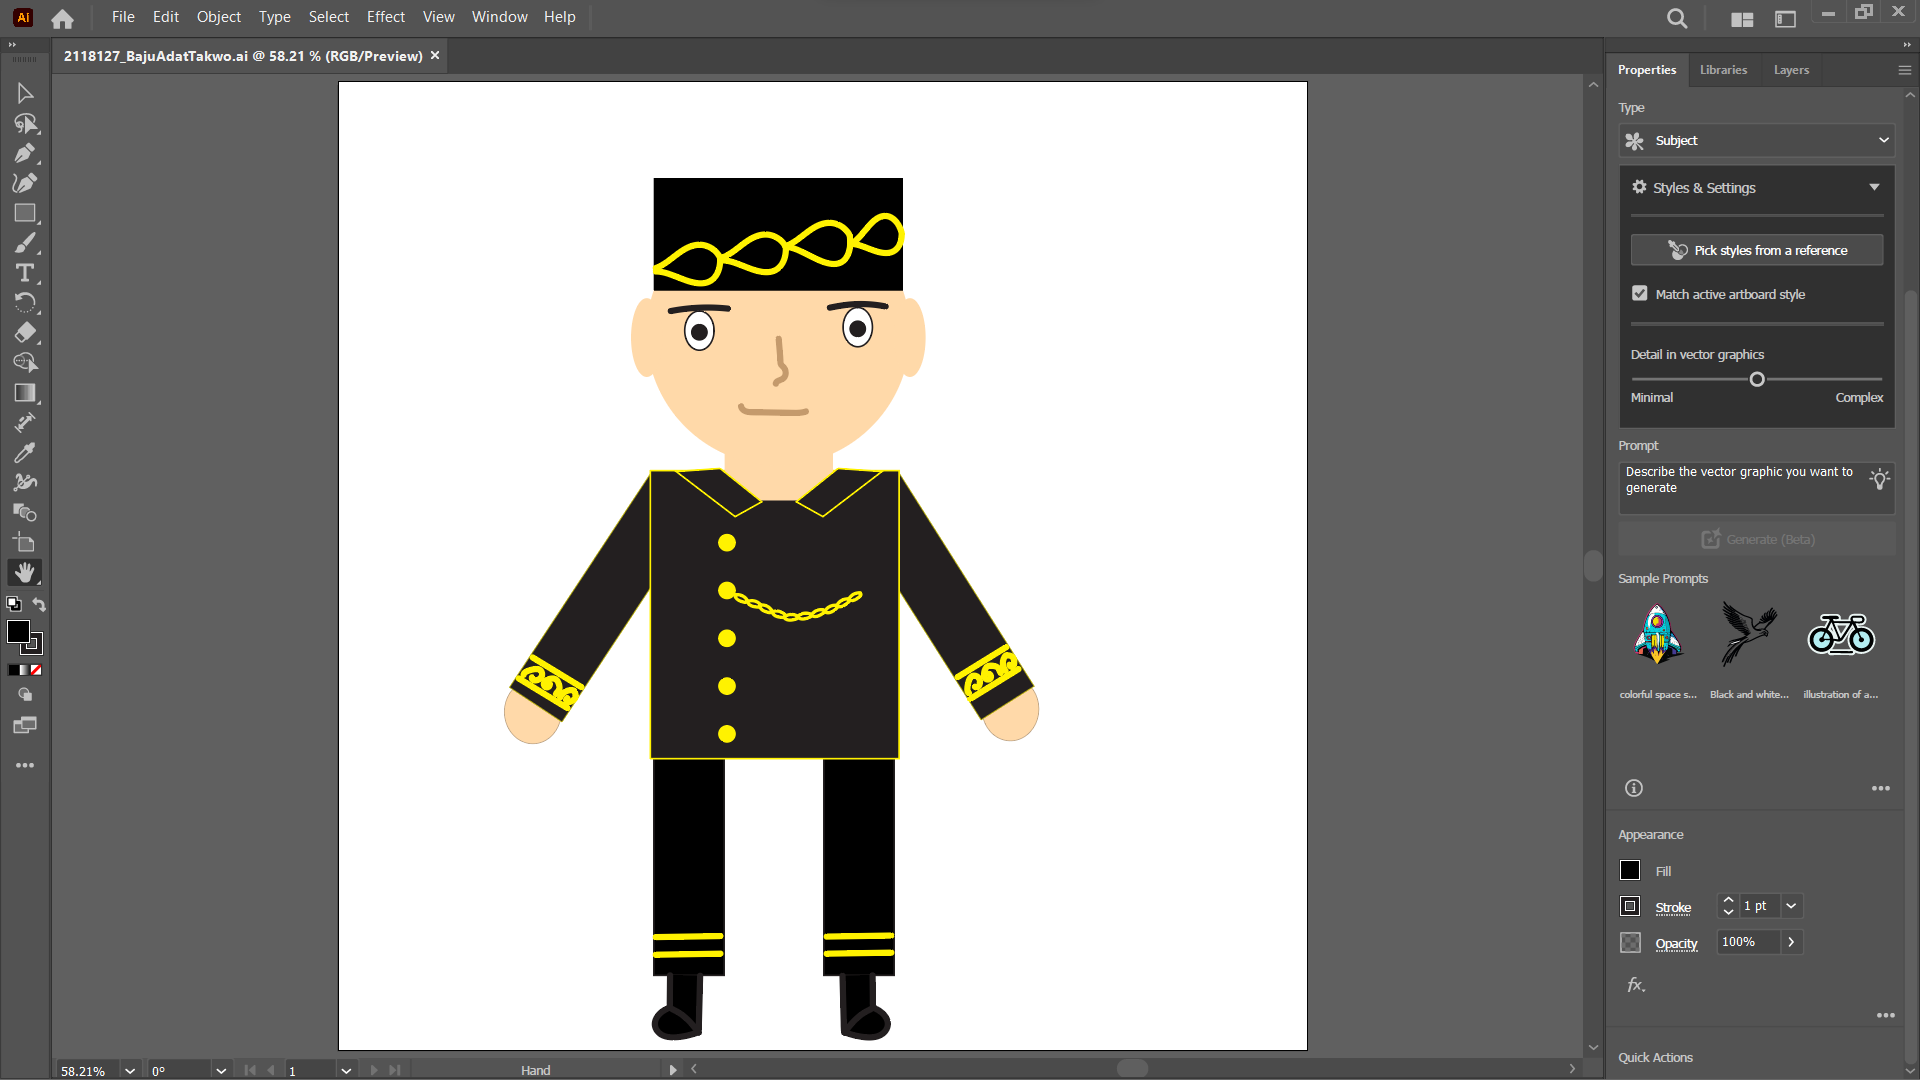 Ai
File Edit Object Type Select Effect View Window Help
2118127_BajuAdatTakwo.ai @ 58.21 % (RGB/Preview) ×
Properties Libraries Layers
Type
Subject
Styles & Settings
Pick styles from a reference
Match active artboard style
Detail in vector graphics
Minimal Complex
Prompt
Describe the vector graphic you want to
generate
Generate (Beta)
Sample Prompts
colorful space s... Black and white... illustration of a...
Appearance
Fill
Stroke 1 pt
Opacity 100%
fx.
Quick Actions
58.21% 0° 1 Hand